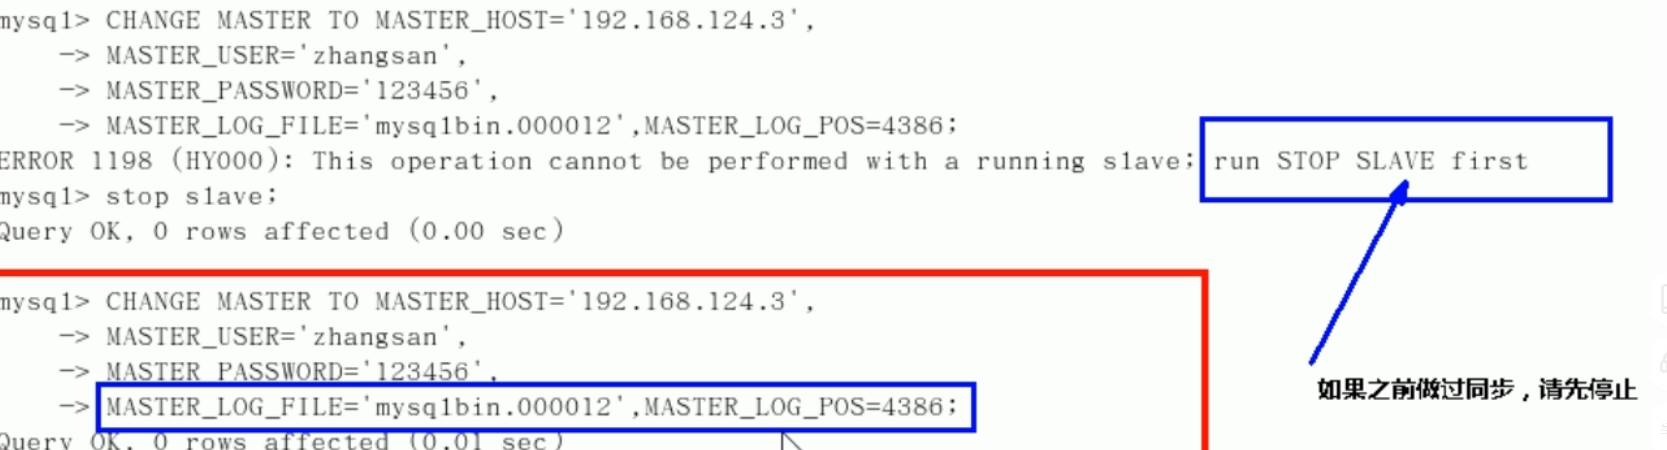 mysql> CHANGE MASTER TO MASTER_HOST='192.168.124.3',
-> MASTER_USER='zhangsan',
-> MASTER_PASSWORD='123456',
-> MASTER_LOG_FILE='mysqlbin.000012',MASTER_LOG_POS=4386;
ERROR 1198 (HY000): This operation cannot be performed with a running slave; run STOP SLAVE first
mysql> stop slave;
Query OK, 0 rows affected (0.00 sec)
mysql> CHANGE MASTER TO MASTER_HOST='192.168.124.3',
-> MASTER_USER='zhangsan',
-> MASTER_PASSWORD='123456',
如果之前做过同步，请先停止
-> MASTER_LOG_FILE='mysqlbin.000012',MASTER_LOG_POS=4386;
Query OK, 0 rows affected (0.01 sec)